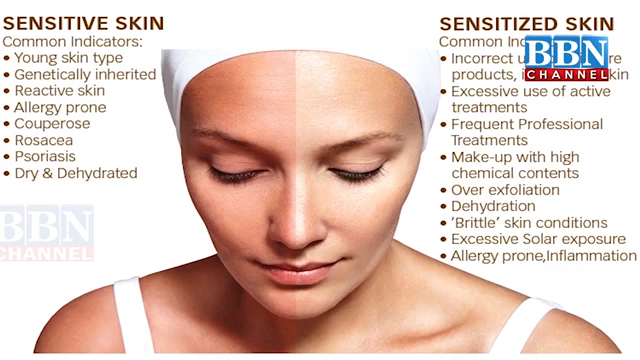 SENSITIVE SKIN
Common Indicators:
• Young skin type
• Genetically inherited
• Reactive skin
• Allergy prone
• Couperose
• Rosacea
• Psoriasis
• Dry & Dehydrated
BBN
CHANNEL
SENSITIZED SKIN
Common
BBN
CHANNEL
• Incorrect
products,
• Excessive use of active
treatments
• Frequent Professional
Treatments
• Make-up with high
chemical contents
• Over exfoliation
• Dehydration
• ‘Brittle’ skin conditions
• Excessive Solar exposure
• Allergy prone,Inflammation